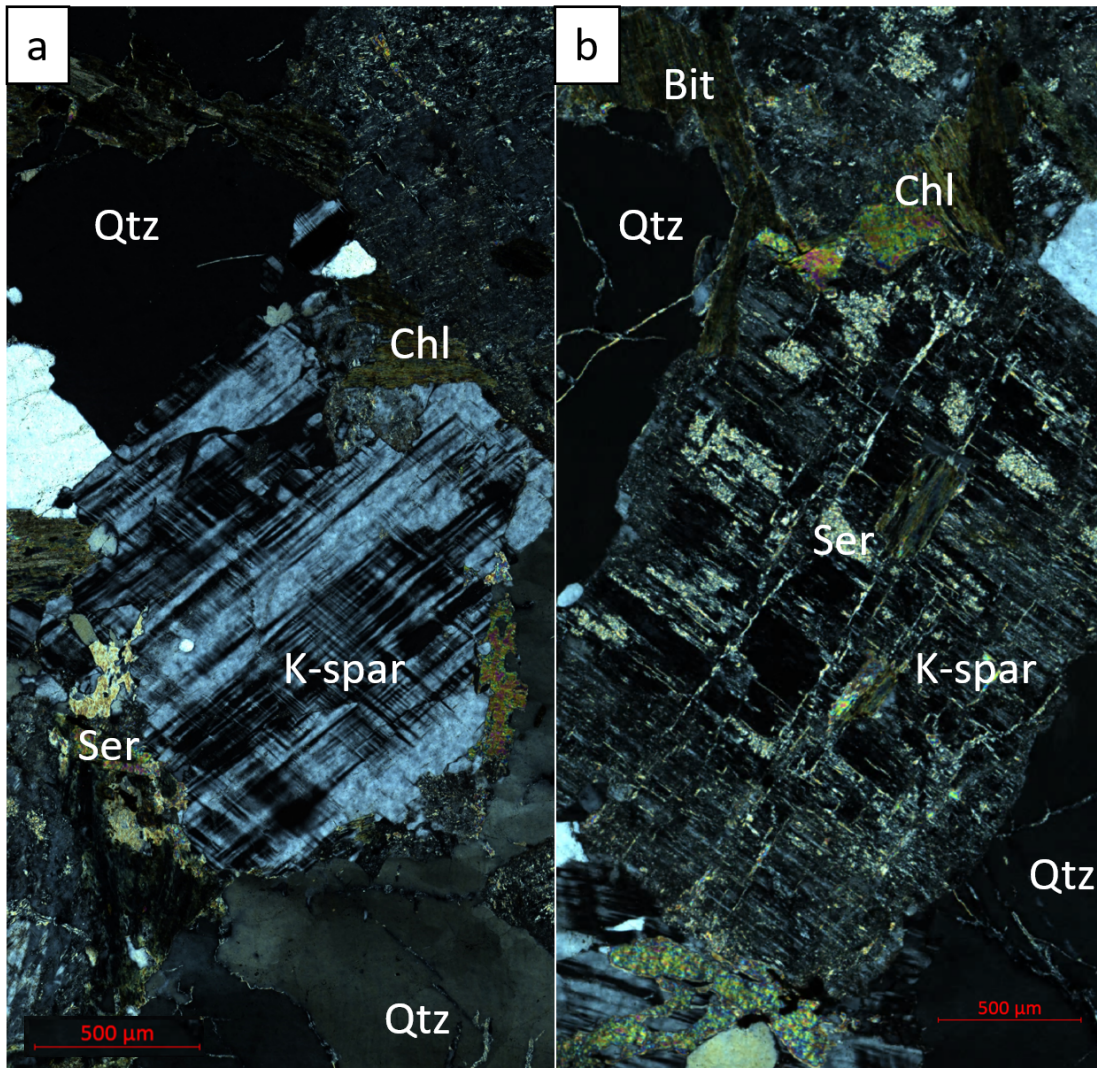 a
Qtz
Chl
K-spar
Ser
Qtz
500 µm
b
Bit
Chl
Qtz
Ser
K-spar
Qtz
500 µm